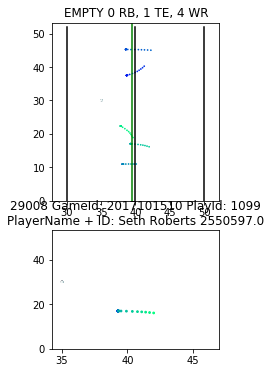 EMPTY 0 RB, 1 TE, 4 WR
50
40
30
20
10
0
30 35 40 45 50
29008 GameId: 2017101510 PlayId: 1099
PlayerName + ID: Seth Roberts 2550597.0
40
20
0
35 40 45